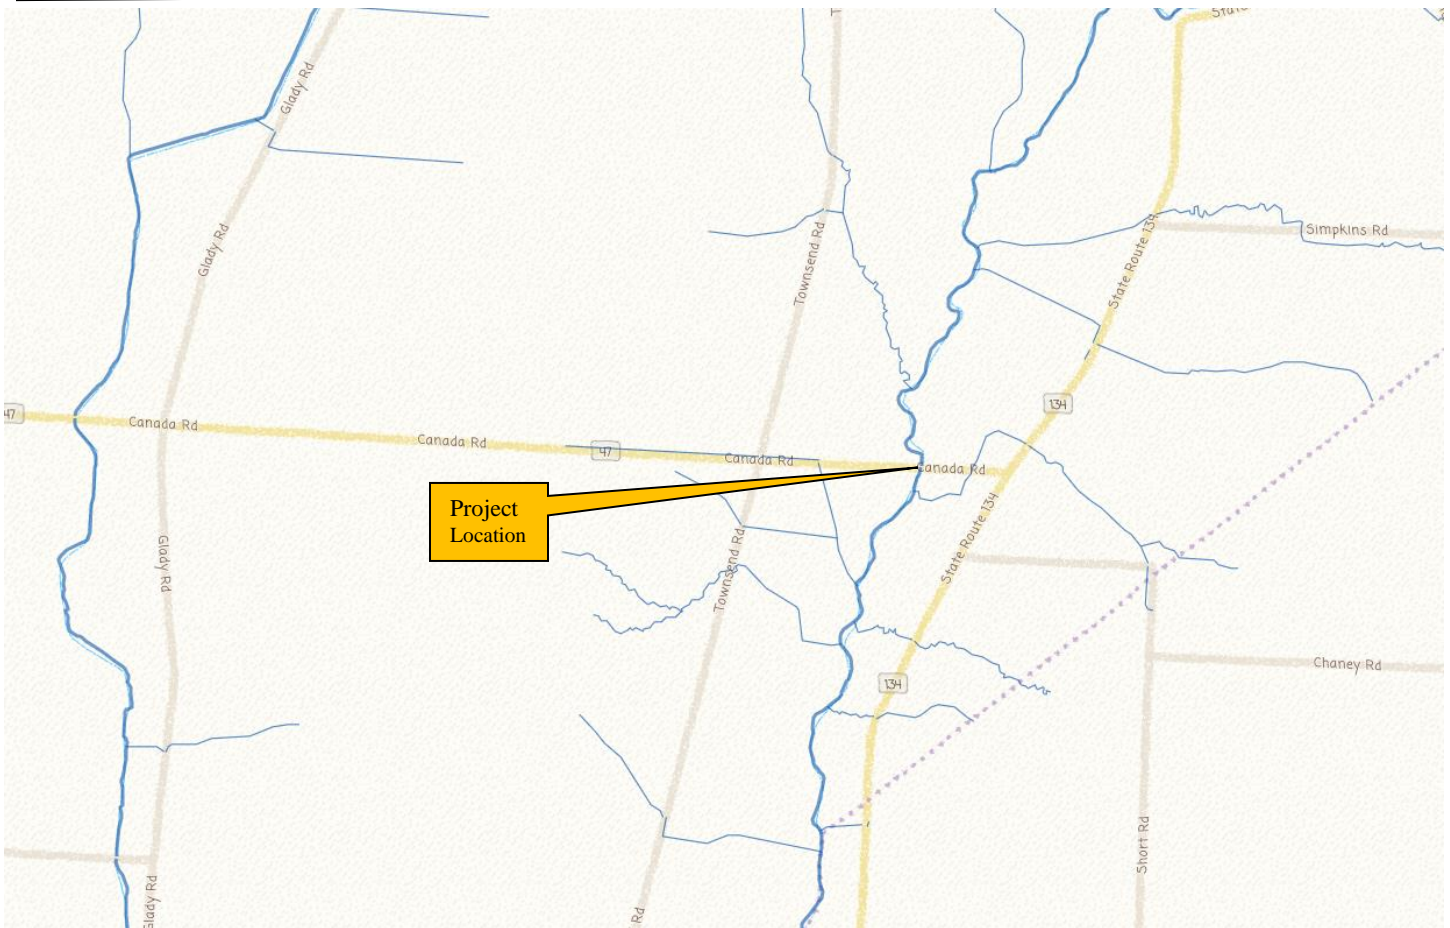 State
Glady Rd
Townsend Rd
State Route 134
Simpkins Rd
Glady Rd
134
47
Canada Rd
Canada Rd
47
Canada Rd
Canada Rd
Project
Location
State Route 134
Glady Rd
Townsend Rd
Chaney Rd
134
Short Rd
Glady Rd
Rd